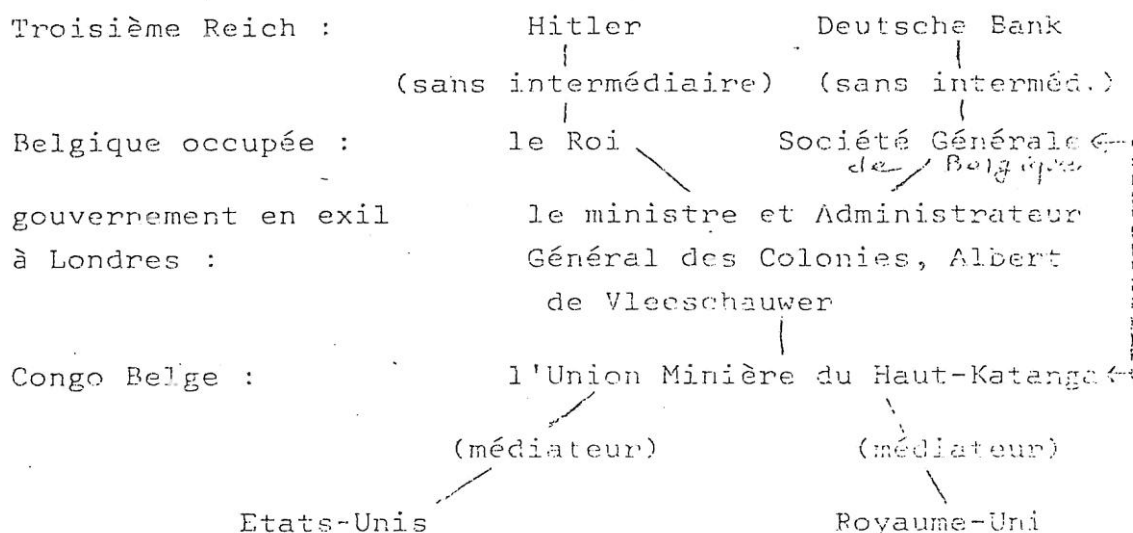 Troisième Reich : Hitler Deutsche Bank
(sans intermédiaire) (sans interméd.)
Belgique occupée : le Roi Société Générale
de Belgique
gouvernement en exil le ministre et Administrateur
à Londres : Général des Colonies, Albert
de Vleeschauwer
Congo Belge : l'Union Minière du Haut-Katanga
(médiateur) (médiateur)
Etats-Unis Royaume-Uni